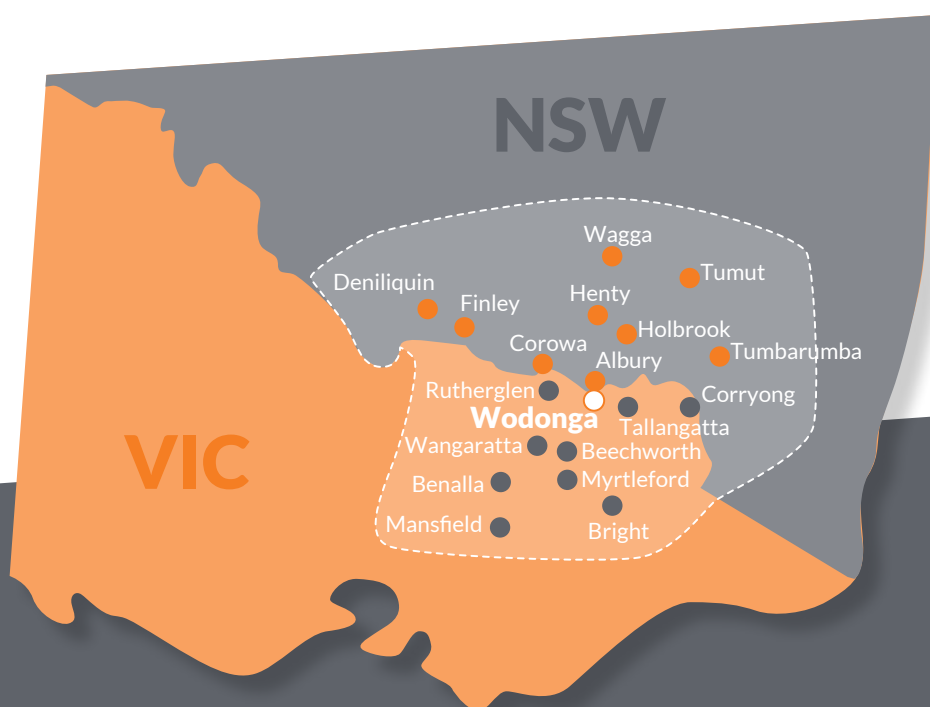 NSW
Wagga
Tumut
Deniliquin
Henty
Finley
Holbrook
Corowa
Tumbarumba
Albury
Rutherglen
Corryong
Wodonga
Tallangatta
VIC
Wangaratta
Beechworth
Benalla
Myrtleford
Mansfield
Bright